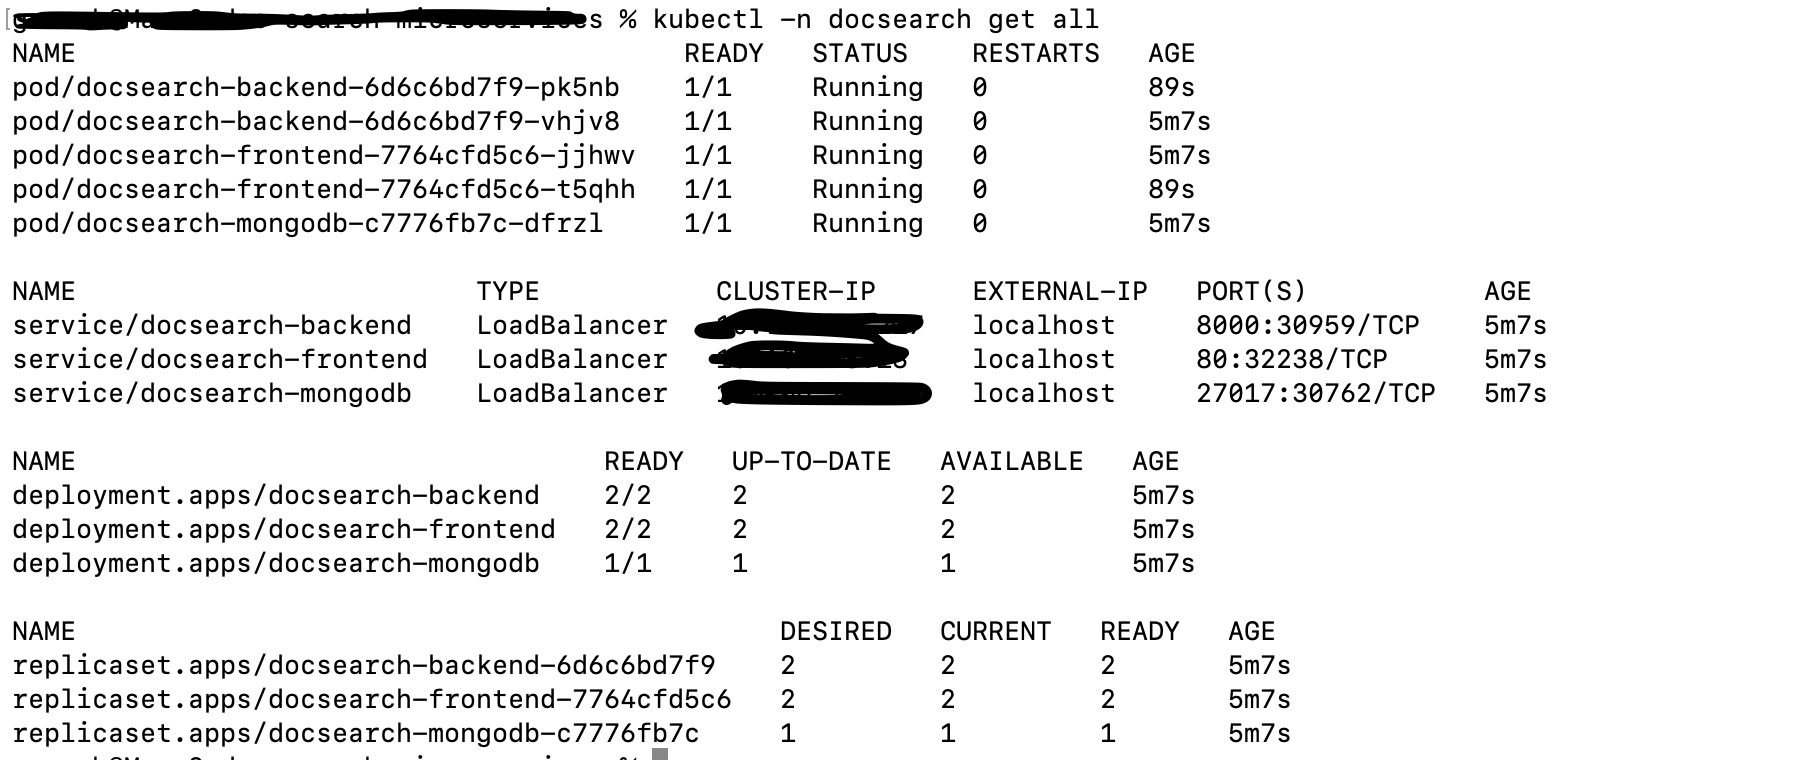 % kubectl -n docsearch get all
NAME READY STATUS RESTARTS AGE
pod/docsearch-backend-6d6c6bd7f9-pk5nb 1/1 Running 0 89s
pod/docsearch-backend-6d6c6bd7f9-vhjv8 1/1 Running 0 5m7s
pod/docsearch-frontend-7764cfd5c6-jjhwv 1/1 Running 0 5m7s
pod/docsearch-frontend-7764cfd5c6-t5qhh 1/1 Running 0 89s
pod/docsearch-mongodb-c7776fb7c-dfrzl 1/1 Running 0 5m7s
NAME TYPE CLUSTER-IP EXTERNAL-IP PORT(S) AGE
service/docsearch-backend LoadBalancer localhost 8000:30959/TCP 5m7s
service/docsearch-frontend LoadBalancer localhost 80:32238/TCP 5m7s
service/docsearch-mongodb LoadBalancer localhost 27017:30762/TCP 5m7s
NAME READY UP-TO-DATE AVAILABLE AGE
deployment.apps/docsearch-backend 2/2 2 2 5m7s
deployment.apps/docsearch-frontend 2/2 2 2 5m7s
deployment.apps/docsearch-mongodb 1/1 1 1 5m7s
NAME DESIRED CURRENT READY AGE
replicaset.apps/docsearch-backend-6d6c6bd7f9 2 2 2 5m7s
replicaset.apps/docsearch-frontend-7764cfd5c6 2 2 2 5m7s
replicaset.apps/docsearch-mongodb-c7776fb7c 1 1 1 5m7s
%